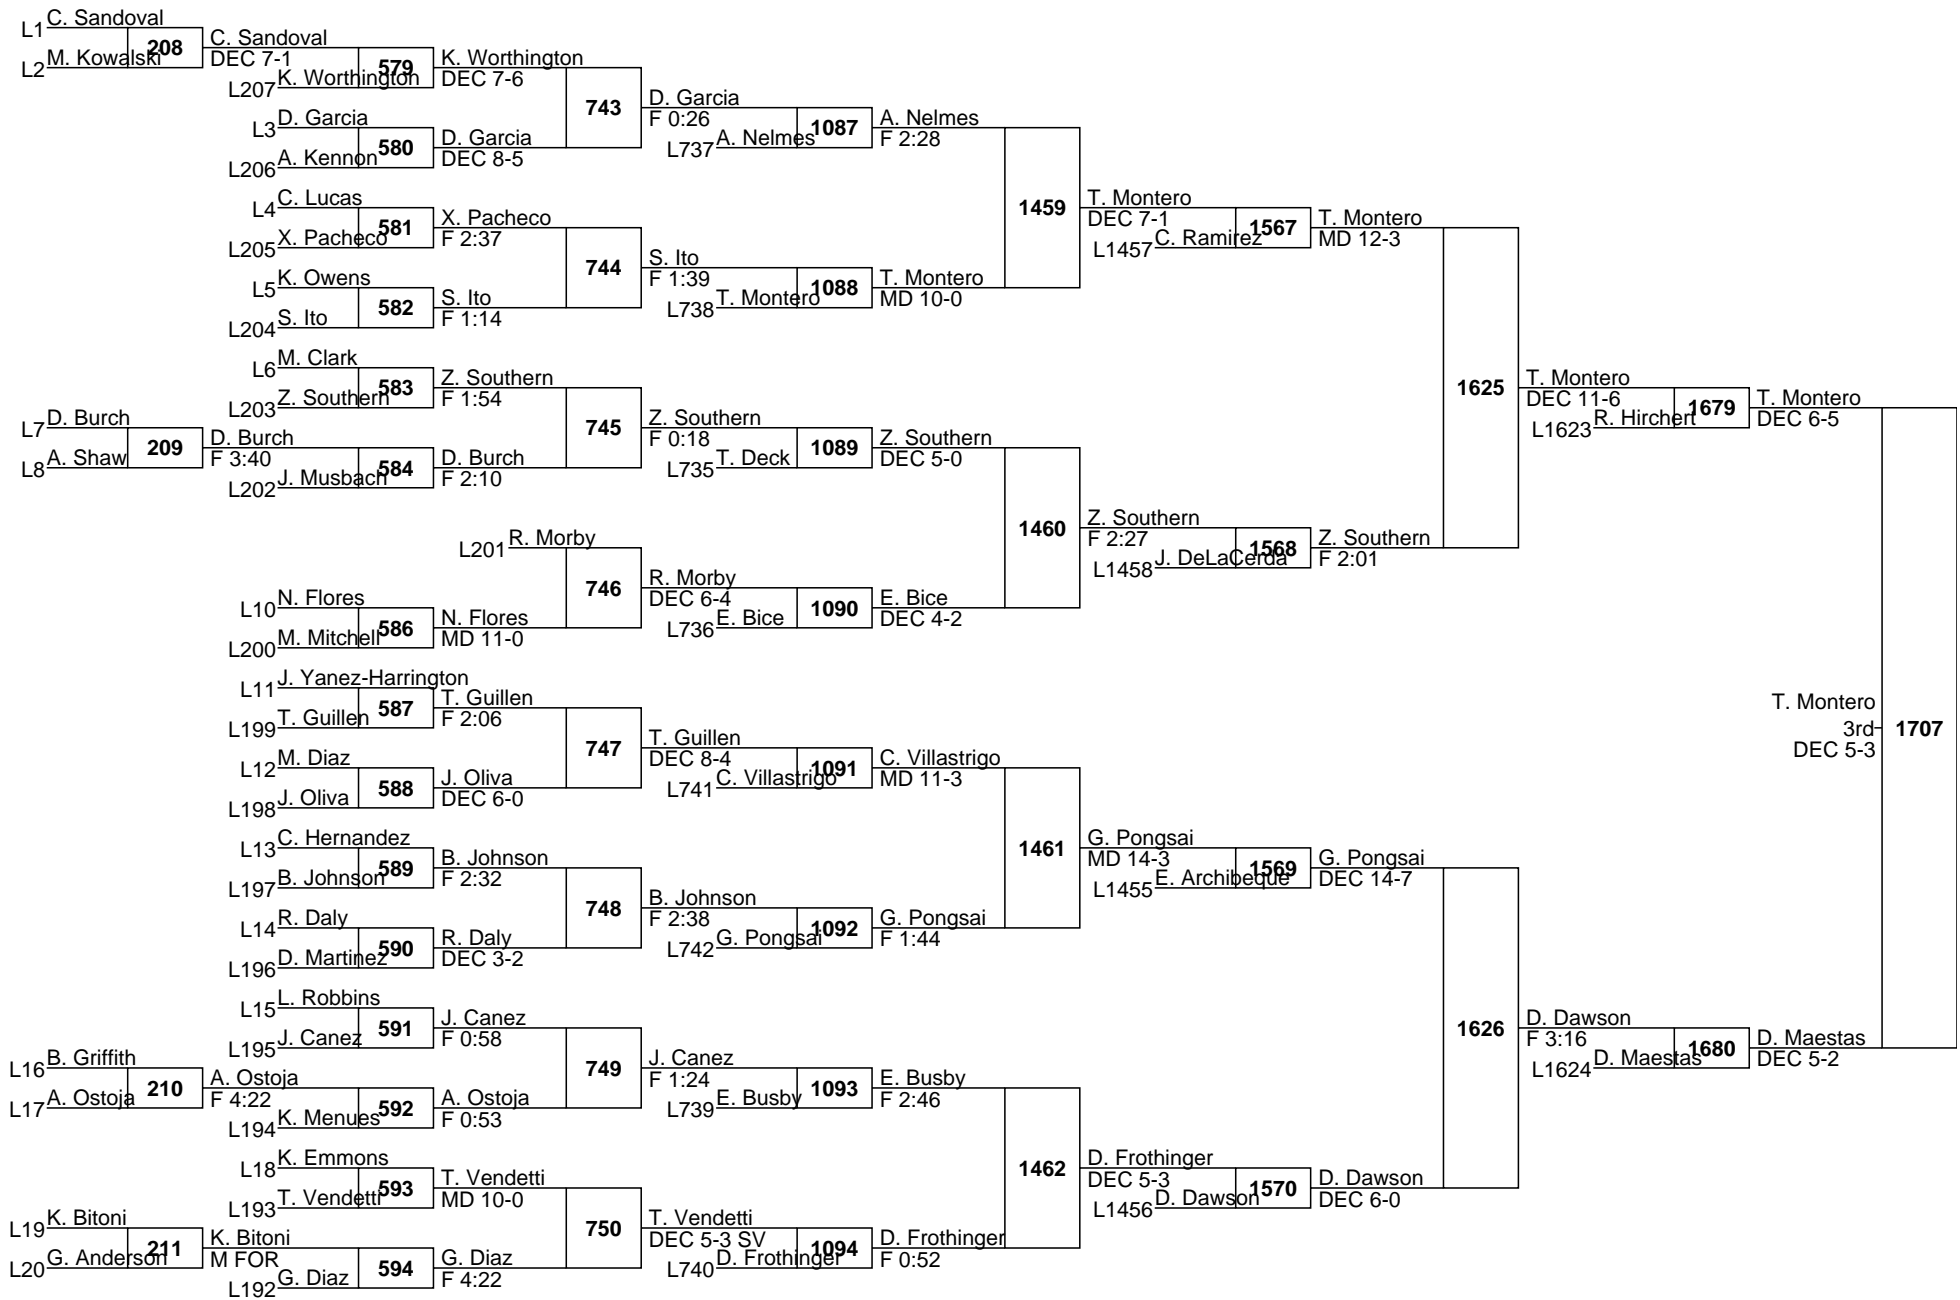 C. Sandoval
L1
208
C. Sandoval
M. Kowalski
L2
DEC 7-1
579
K. Worthington
K. Worthington
L207
DEC 7-6
743
D. Garcia
D. Garcia
L3
F 0:26
580
D. Garcia
A. Kennon
L206
DEC 8-5
1087
A. Nelmes
A. Nelmes
L737
F 2:28
C. Lucas
L4
581
X. Pacheco
X. Pacheco
L205
F 2:37
744
S. Ito
K. Owens
L5
F 1:39
582
S. Ito
S. Ito
L204
F 1:14
1088
T. Montero
T. Montero
L738
MD 10-0
1459
T. Montero
DEC 7-1
1567
T. Montero
C. Ramirez
L1457
MD 12-3
M. Clark
L6
583
Z. Southern
Z. Southern
L203
F 1:54
D. Burch
L7
209
D. Burch
A. Shaw
L8
F 3:40
584
D. Burch
J. Musbach
L202
F 2:10
745
Z. Southern
F 0:18
1089
Z. Southern
T. Deck
L735
DEC 5-0
1625
T. Montero
DEC 11-6
1679
T. Montero
R. Hirchert
L1623
DEC 6-5
R. Morby
L201
746
R. Morby
DEC 6-4
N. Flores
L10
586
N. Flores
M. Mitchell
L200
MD 11-0
1090
E. Bice
E. Bice
L736
DEC 4-2
1460
Z. Southern
F 2:27
1568
Z. Southern
J. DeLaCerda
L1458
F 2:01
J. Yanez-Harrington
L11
587
T. Guillen
T. Guillen
L199
F 2:06
747
T. Guillen
DEC 8-4
M. Diaz
L12
588
J. Oliva
J. Oliva
L198
DEC 6-0
1091
C. Villastrigo
C. Villastrigo
L741
MD 11-3
T. Montero
3rd
1707
DEC 5-3
C. Hernandez
L13
589
B. Johnson
B. Johnson
L197
F 2:32
748
B. Johnson
F 2:38
R. Daly
L14
590
R. Daly
D. Martinez
L196
DEC 3-2
1092
G. Pongsai
G. Pongsai
L742
F 1:44
1461
G. Pongsai
MD 14-3
1569
G. Pongsai
E. Archibeque
L1455
DEC 14-7
L. Robbins
L15
591
J. Canez
J. Canez
L195
F 0:58
B. Griffith
L16
210
A. Ostoja
A. Ostoja
L17
F 4:22
592
A. Ostoja
K. Menues
L194
F 0:53
749
J. Canez
F 1:24
1093
E. Busby
E. Busby
L739
F 2:46
1626
D. Dawson
F 3:16
1680
D. Maestas
D. Maestas
L1624
DEC 5-2
K. Emmons
L18
593
T. Vendetti
T. Vendetti
L193
MD 10-0
K. Bitoni
L19
211
K. Bitoni
G. Anderson
L20
M FOR
594
G. Diaz
G. Diaz
L192
F 4:22
750
T. Vendetti
DEC 5-3 SV
1094
D. Frothinger
D. Frothinger
L740
F 0:52
1462
D. Frothinger
DEC 5-3
1570
D. Dawson
D. Dawson
L1456
DEC 6-0